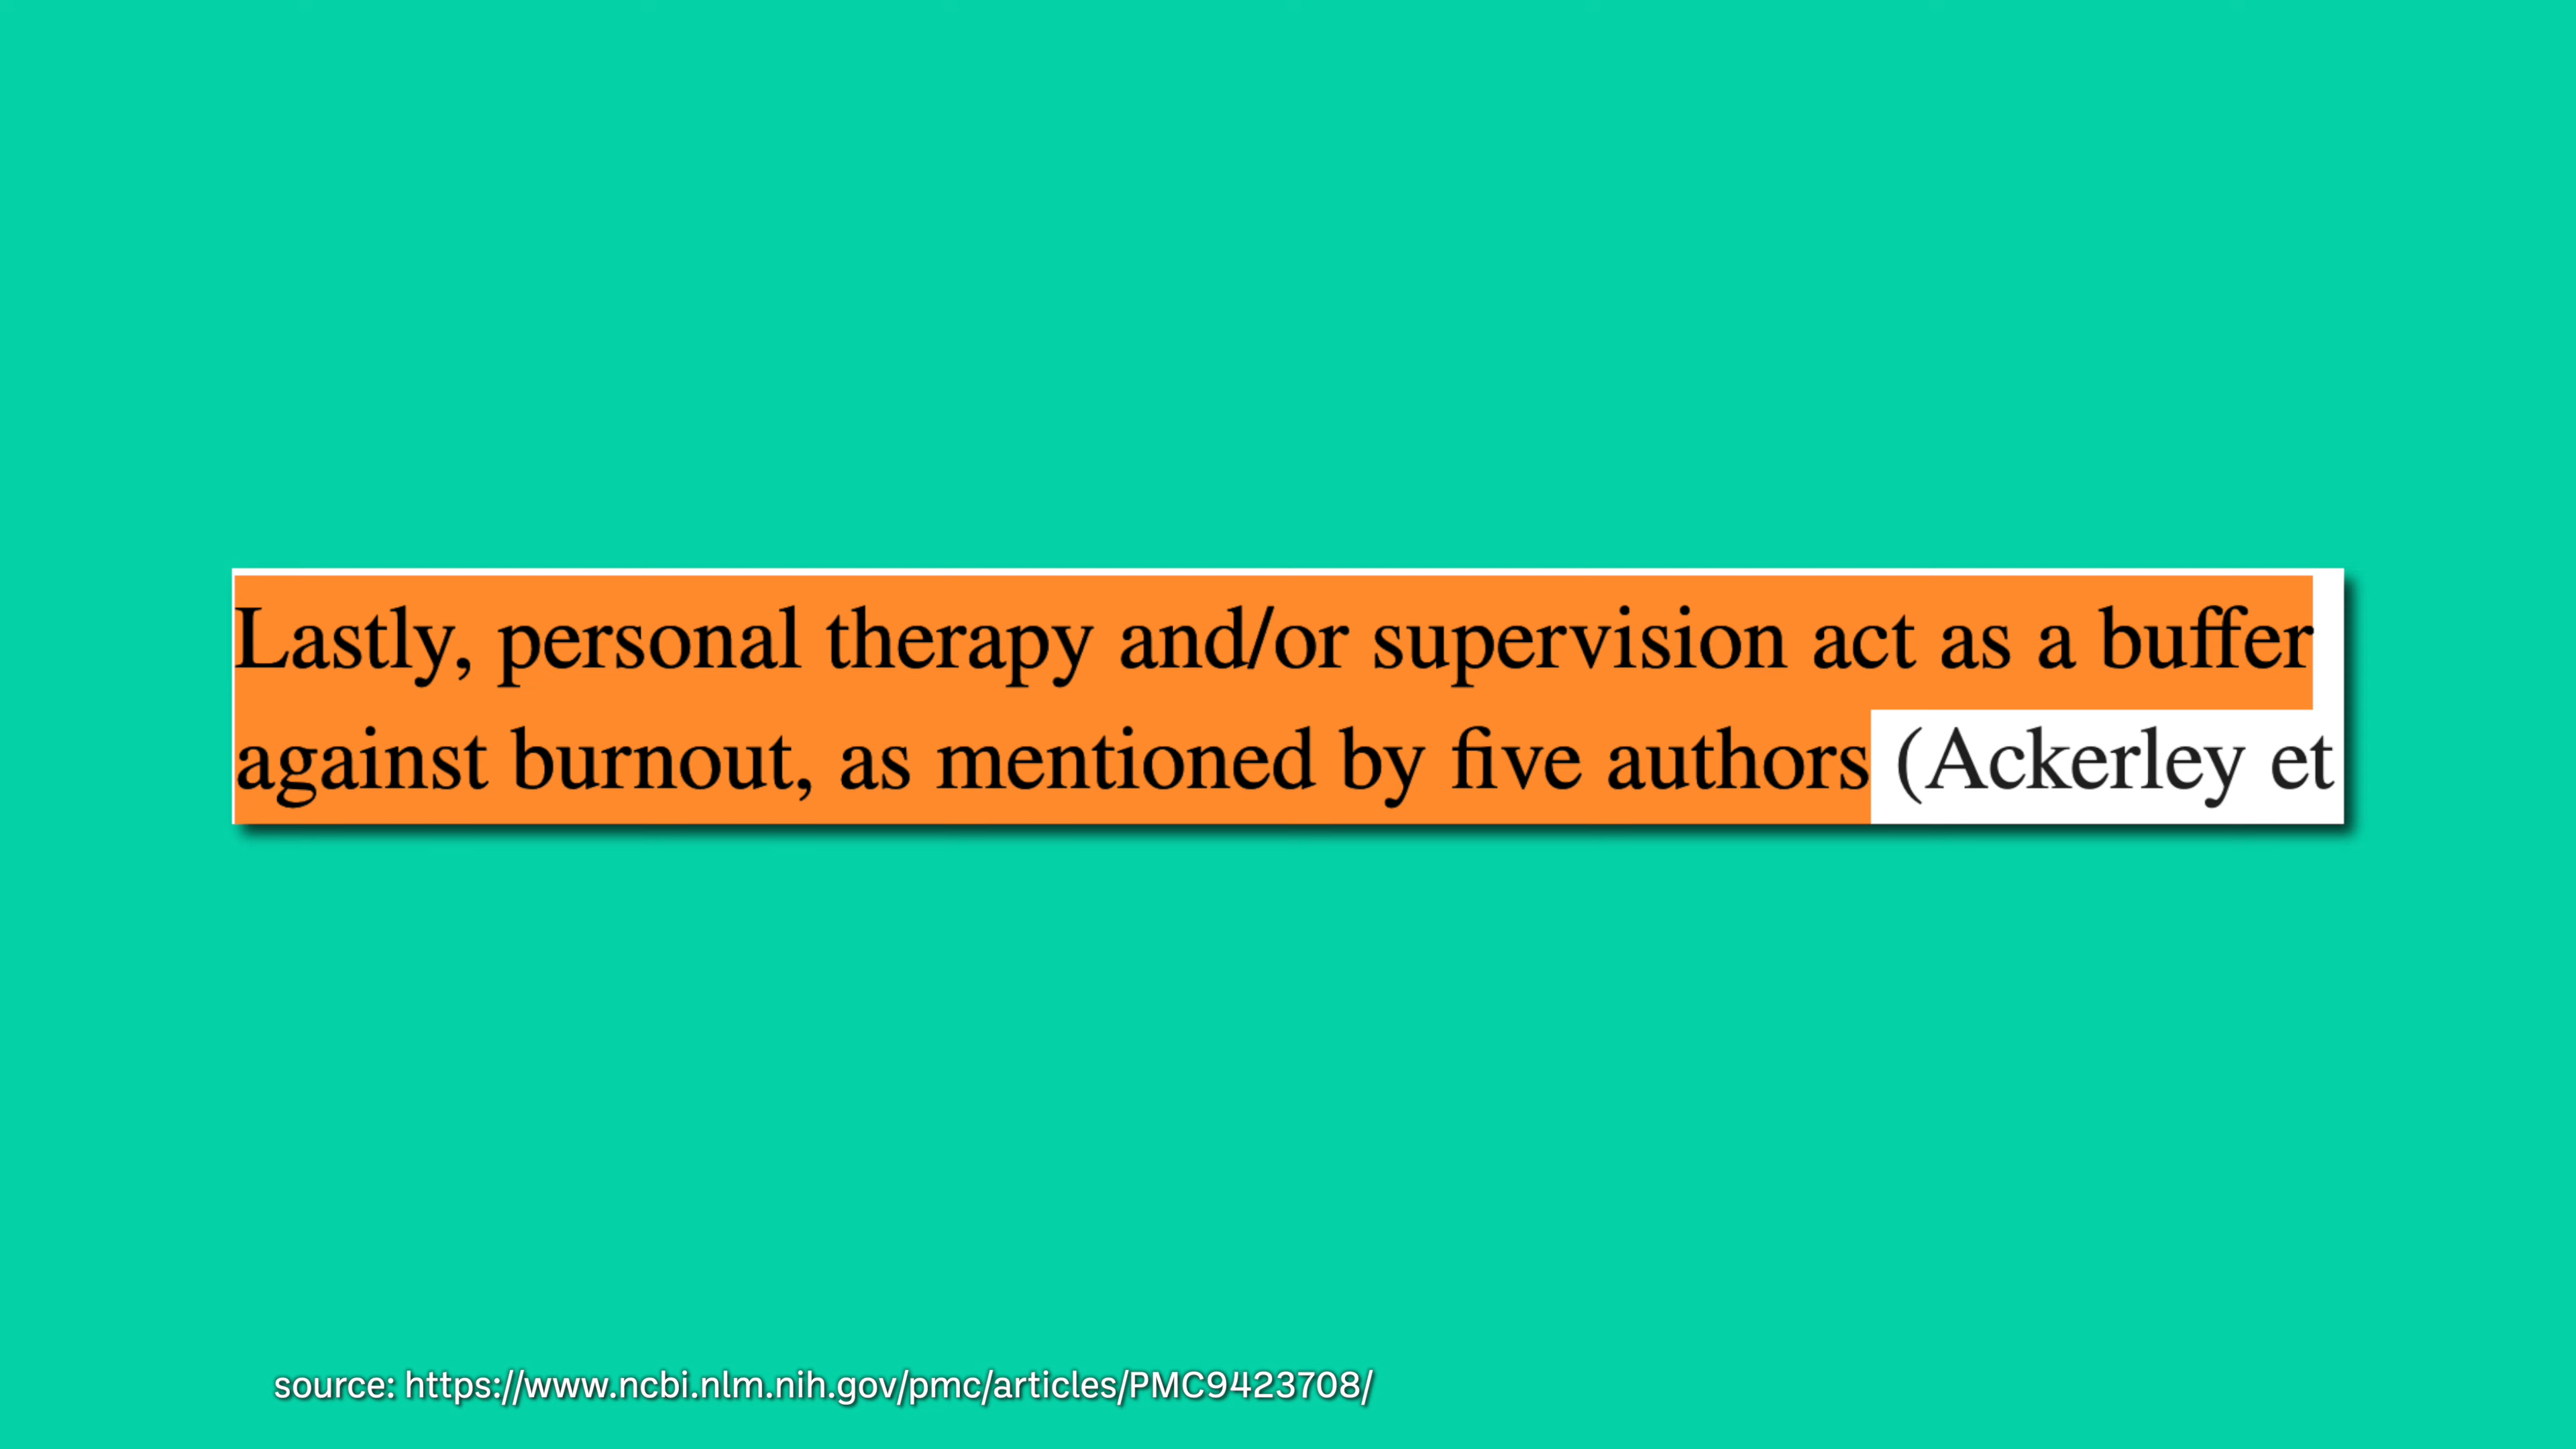 Lastly, personal therapy and/or supervision act as a buffer
against burnout, as mentioned by five authors (Ackerley et
source: https://www.ncbi.nlm.nih.gov/pmc/articles/PMC9423708/